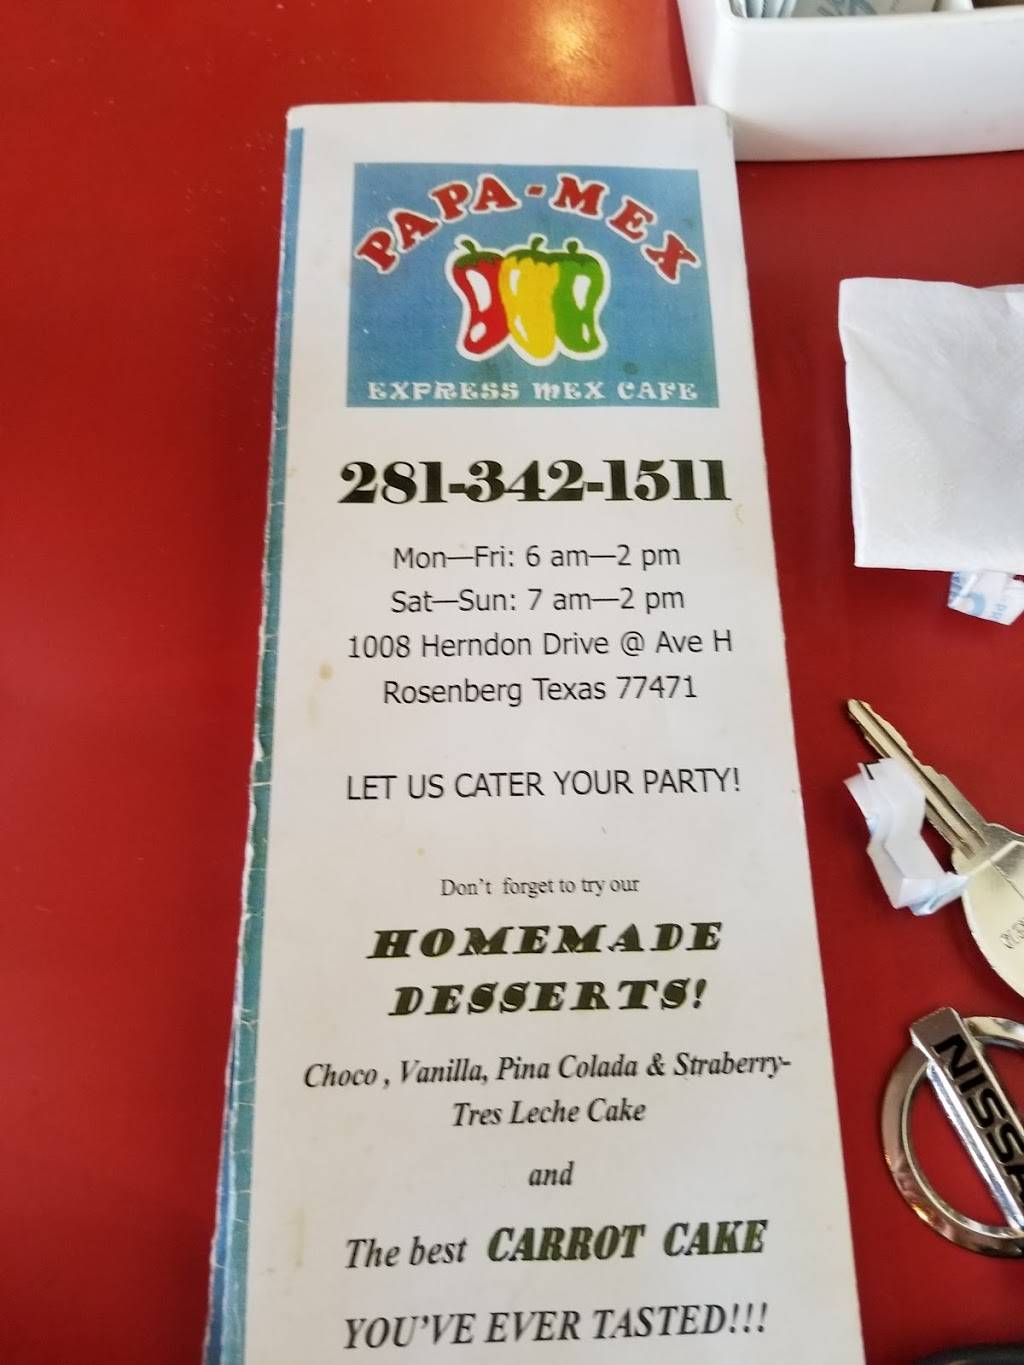 PAPA-MEX
EXPRESS MEX CAFE
281-342-1511
Mon—Fri: 6 am—2 pm
Sat—Sun: 7 am—2 pm
1008 Herndon Drive @ Ave H
Rosenberg Texas 77471
LET US CATER YOUR PARTY!
Don't forget to try our
HOMEMADE
DESSERTS!
Choco , Vanilla, Pina Colada & Straberry-
Tres Leche Cake
and
The best CARROT CAKE
YOU'VE EVER TASTED!!!
NISSA